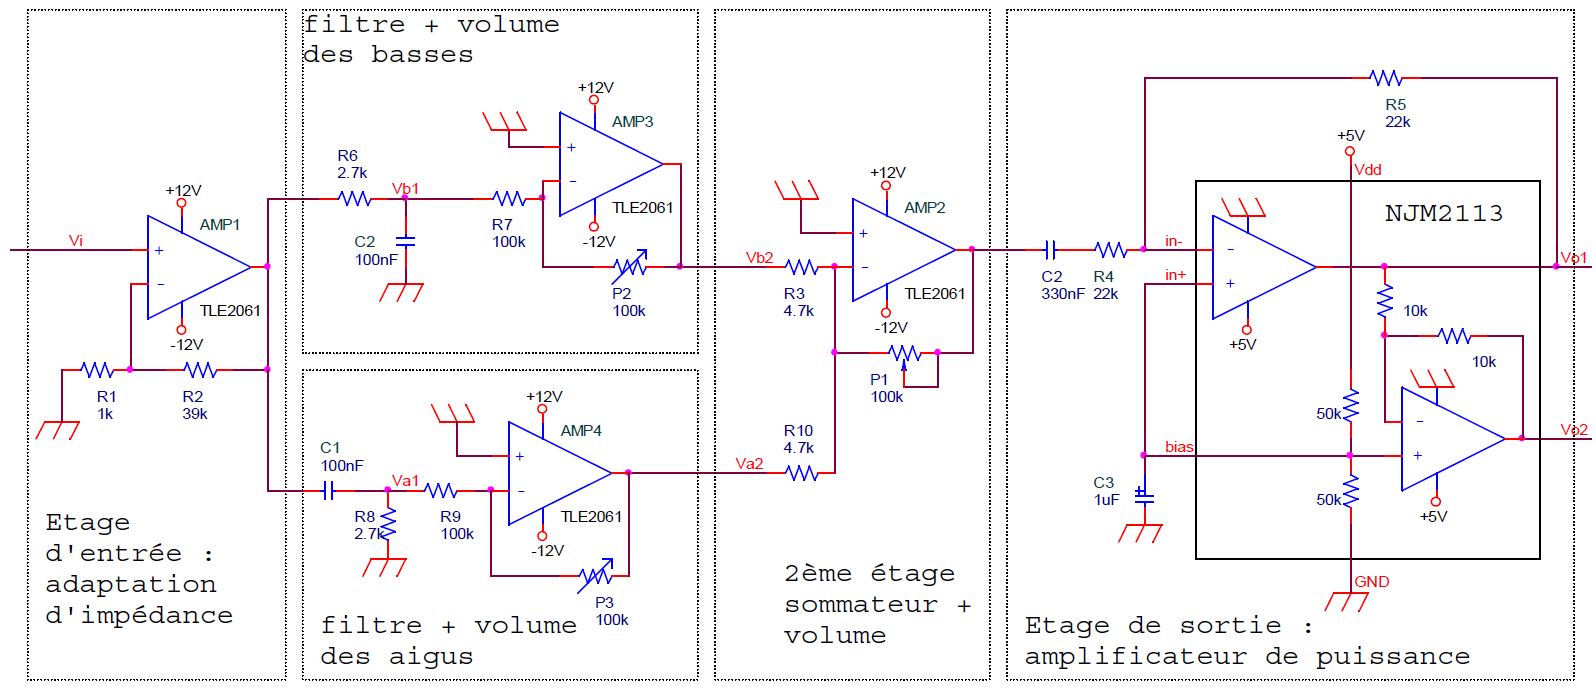 filtre + volume
des basses
+12V
AMP3
R6
2.7k
Vb1
+
-
R7
100k
C2
100nF
TLE2061
-12V
P2
100k
Vi
+12V
AMP1
+
-
TLE2061
-12V
R1
1k
R2
39k
Etage
d'entrée :
adaptation
d'impédance
+12V
AMP4
C1
100nF
Va1
+
-
R8
2.7k
R9
100k
TLE2061
-12V
P3
100k
filtre + volume
des aigus
+12V
AMP2
Vb2
+
-
R3
4.7k
TLE2061
-12V
P1
100k
R10
4.7k
Va2
2ème étage
sommateur +
volume
R5
22k
+5V
Vdd
NJM2113
in-
in+
-
+
C2
330nF
R4
22k
+5V
Vo1
10k
10k
50k
bias
-
+
Vo2
C3
1uF
+
50k
+5V
GND
Etage de sortie :
amplificateur de puissance